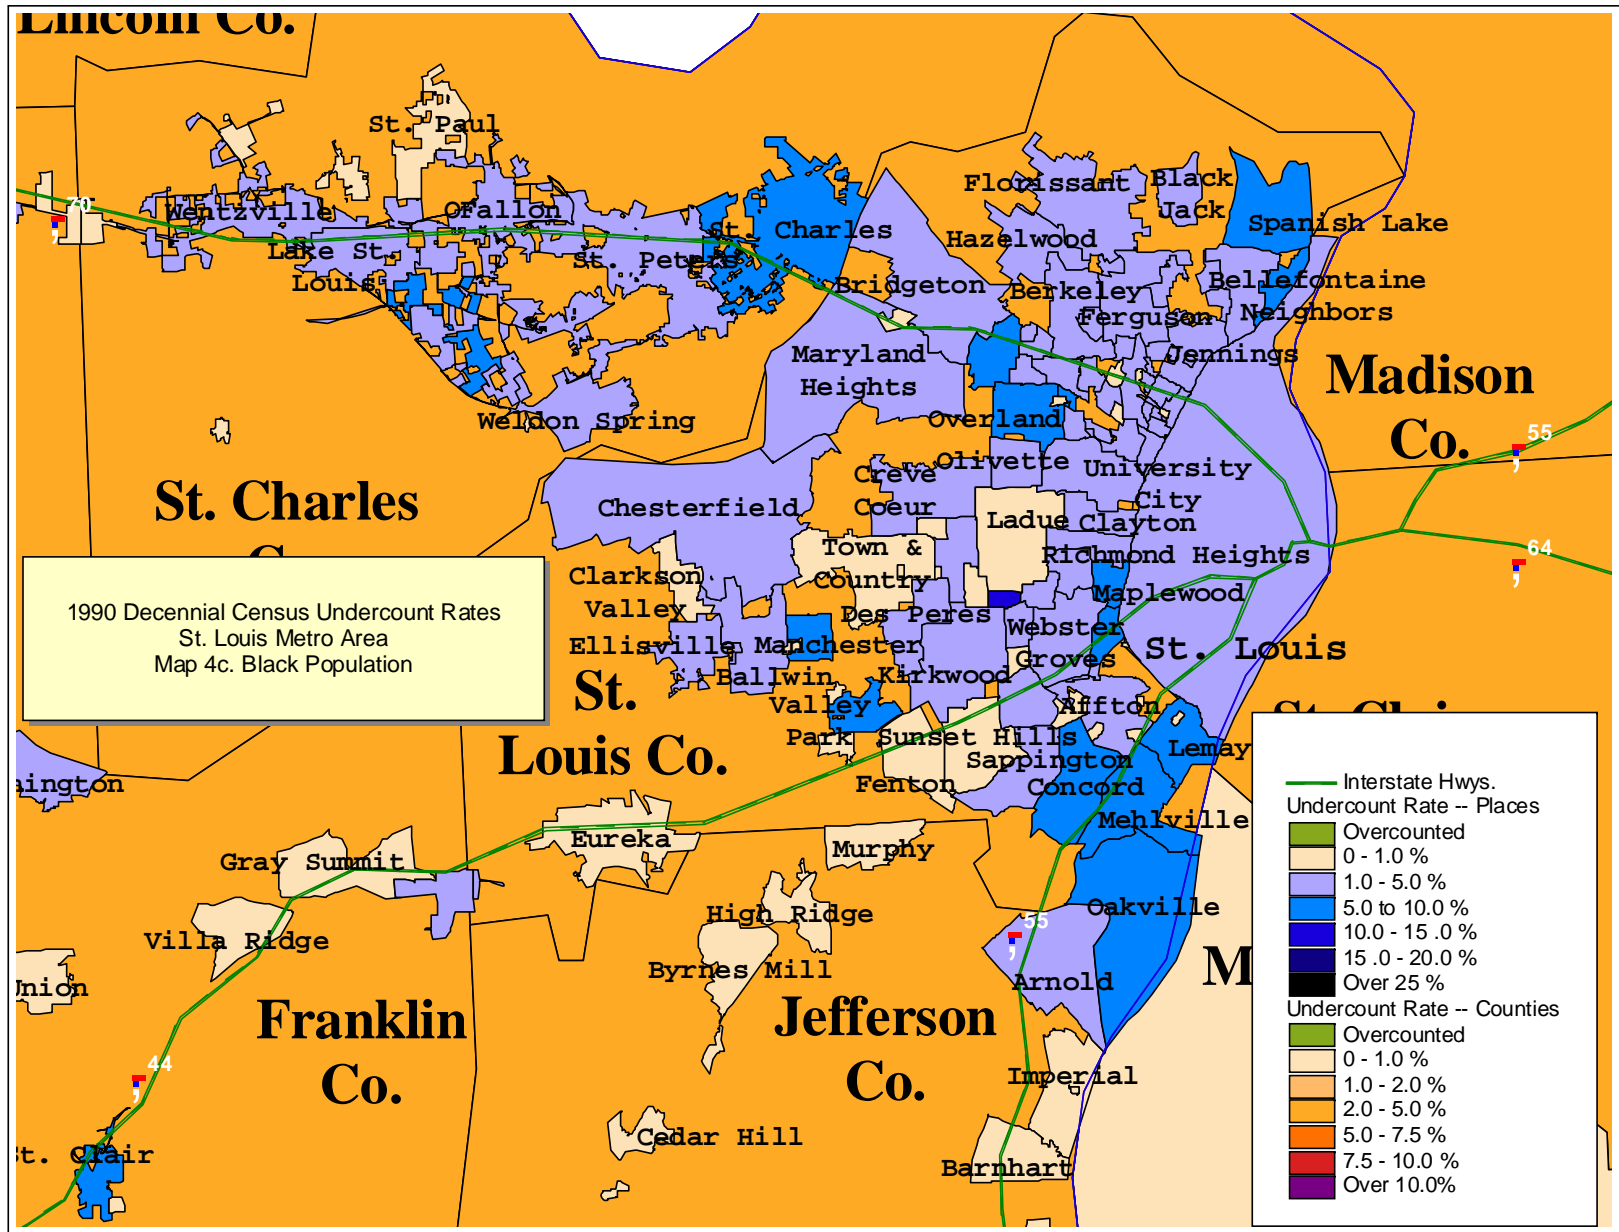 Lincoln Co.
St. Paul
70
Wentzville
OFallon
Lake St.
Louis
St. Peters
St. Charles
Weldon Spring
Florissant
Black
Jack
Spanish Lake
Hazelwood
Bridgeton
Berkeley
Bellefontaine
Neighbors
Ferguson
Jennings
Maryland
Heights
Overland
Madison
Co.
55
64
St. Charles
Creve
Coeur
Olivette
University
City
Chesterfield
Ladue
Clayton
Town &
Country
Richmond Heights
Clarkson
Valley
Maplewood
Des Peres
Webster
Groves
Ellisville
Manchester
St. Louis
Ballwin
Kirkwood
Valley
Park
Affton
Sunset Hills
Sappington
Lemay
Fenton
Concord
Mehlville
1990 Decennial Census Undercount Rates
St. Louis Metro Area
Map 4c. Black Population
St.
Louis Co.
ington
Eureka
Murphy
Gray Summit
High Ridge
Oakville
55
Villa Ridge
Byrnes Mill
Arnold
Union
M
Franklin
Co.
Jefferson
Co.
44
Imperial
Cedar Hill
Barnhart
St. Clair
Interstate Hwys.
Undercount Rate -- Places
Overcounted
0 - 1.0 %
1.0 - 5.0 %
5.0 to 10.0 %
10.0 - 15 .0 %
15 .0 - 20.0 %
Over 25 %
Undercount Rate -- Counties
Overcounted
0 - 1.0 %
1.0 - 2.0 %
2.0 - 5.0 %
5.0 - 7.5 %
7.5 - 10.0 %
Over 10.0%